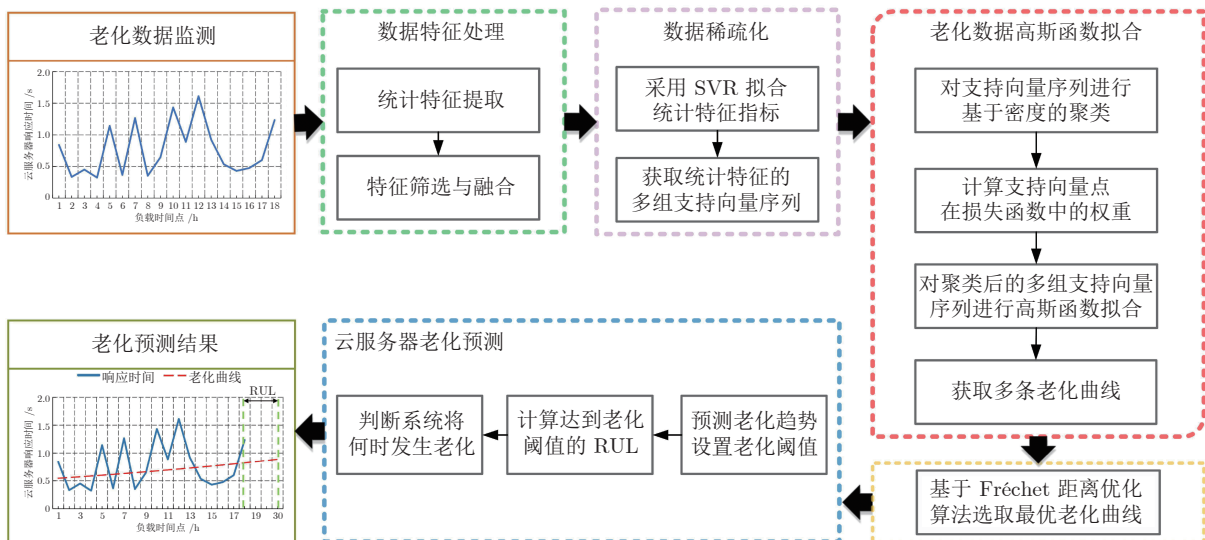 老化数据监测
云服务器响应时间 /s
2.0
1.5
1.0
0.5
0
1 2 3 4 5 6 7 8 9 10 11 12 13 14 15 16 17 18
负载时间点 /h
数据特征处理
统计特征提取
特征筛选与融合
数据稀疏化
采用 SVR 拟合
统计特征指标
获取统计特征的
多组支持向量序列
老化数据高斯函数拟合
对支持向量序列进行
基于密度的聚类
计算支持向量点
在损失函数中的权重
对聚类后的多组支持向量
序列进行高斯函数拟合
获取多条老化曲线
基于 Fréchet 距离优化
算法选取最优老化曲线
云服务器老化预测
预测老化趋势
设置老化阈值
计算达到老化
阈值的 RUL
判断系统将
何时发生老化
老化预测结果
响应时间
老化曲线
RUL
云服务器响应时间 /s
2.0
1.5
1.0
0.5
0
1 3 5 7 9 11 13 15 17 19 30
负载时间点 /h